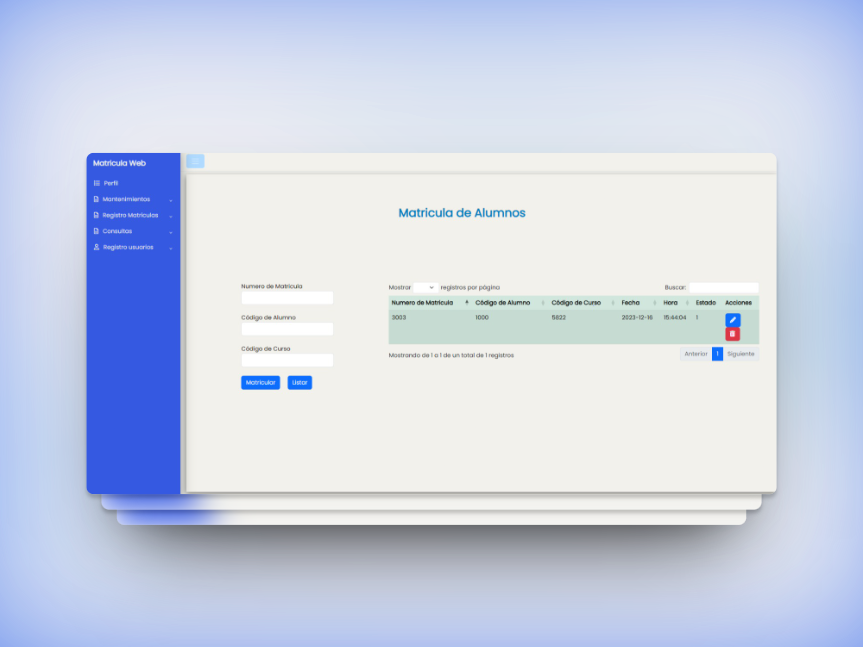 Matricula Web
Perfil
Mantenimientos
Registro Matriculas
Consultas
Registro usuarios
Matricula de Alumnos
Numero de Matricula
Código de Alumno
Código de Curso
Matricular Listar
Mostrar registros por página Buscar:
Numero de Matricula Código de Alumno Código de Curso Fecha Hora Estado Acciones
3003 1000 5822 2023-12-16 15:44:04 1
Mostrando de 1 a 1 de un total de 1 registros
Anterior 1 Siguiente